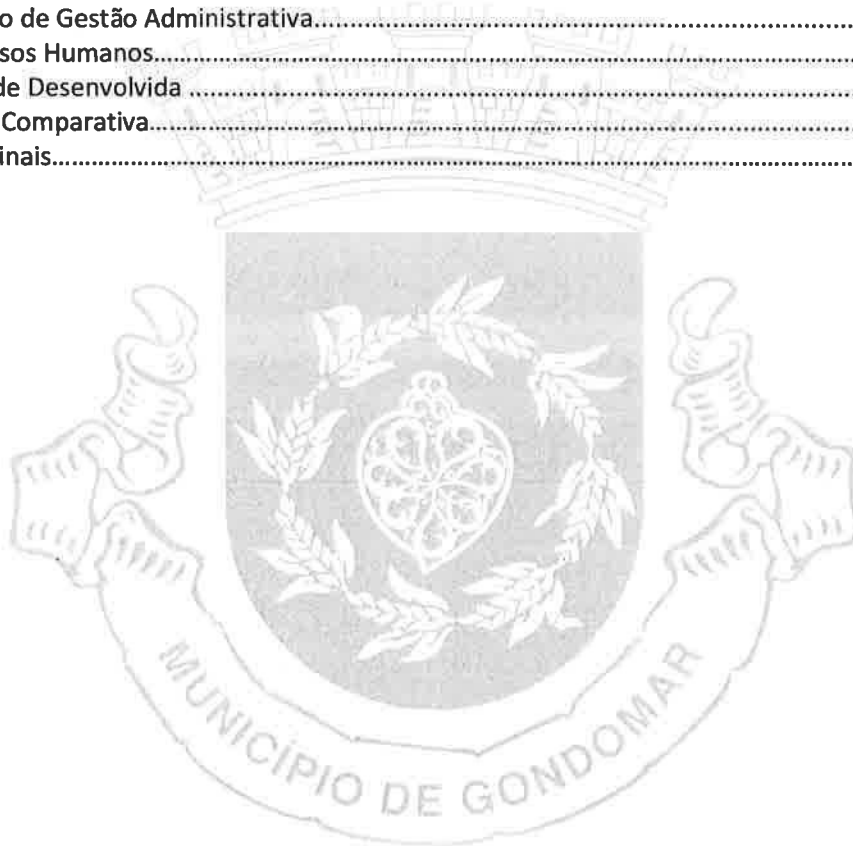 o de Gestão Administrativa
sos Humanos
de Desenvolvida
Comparativa
inais
MUNICÍPIO DE GONDOMAR